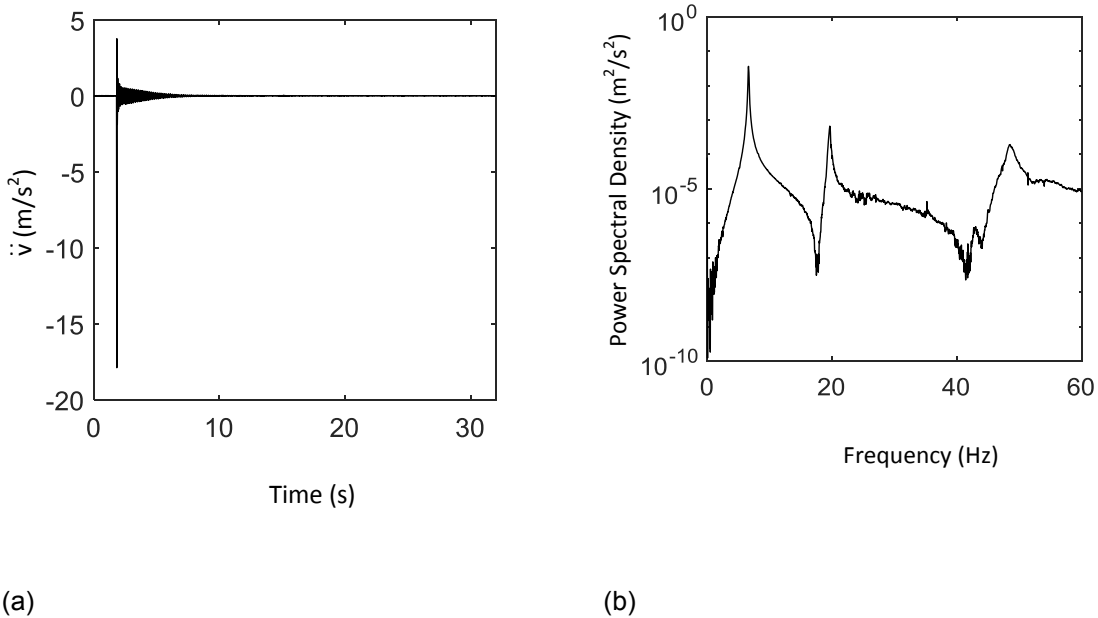 5
0
-5
-10
-15
-20
v̈ (m/s²)
0
10
20
30
Time (s)
10⁰
10⁻⁵
10⁻¹⁰
Power Spectral Density (m²/s²)
0
20
40
60
Frequency (Hz)
(a)
(b)